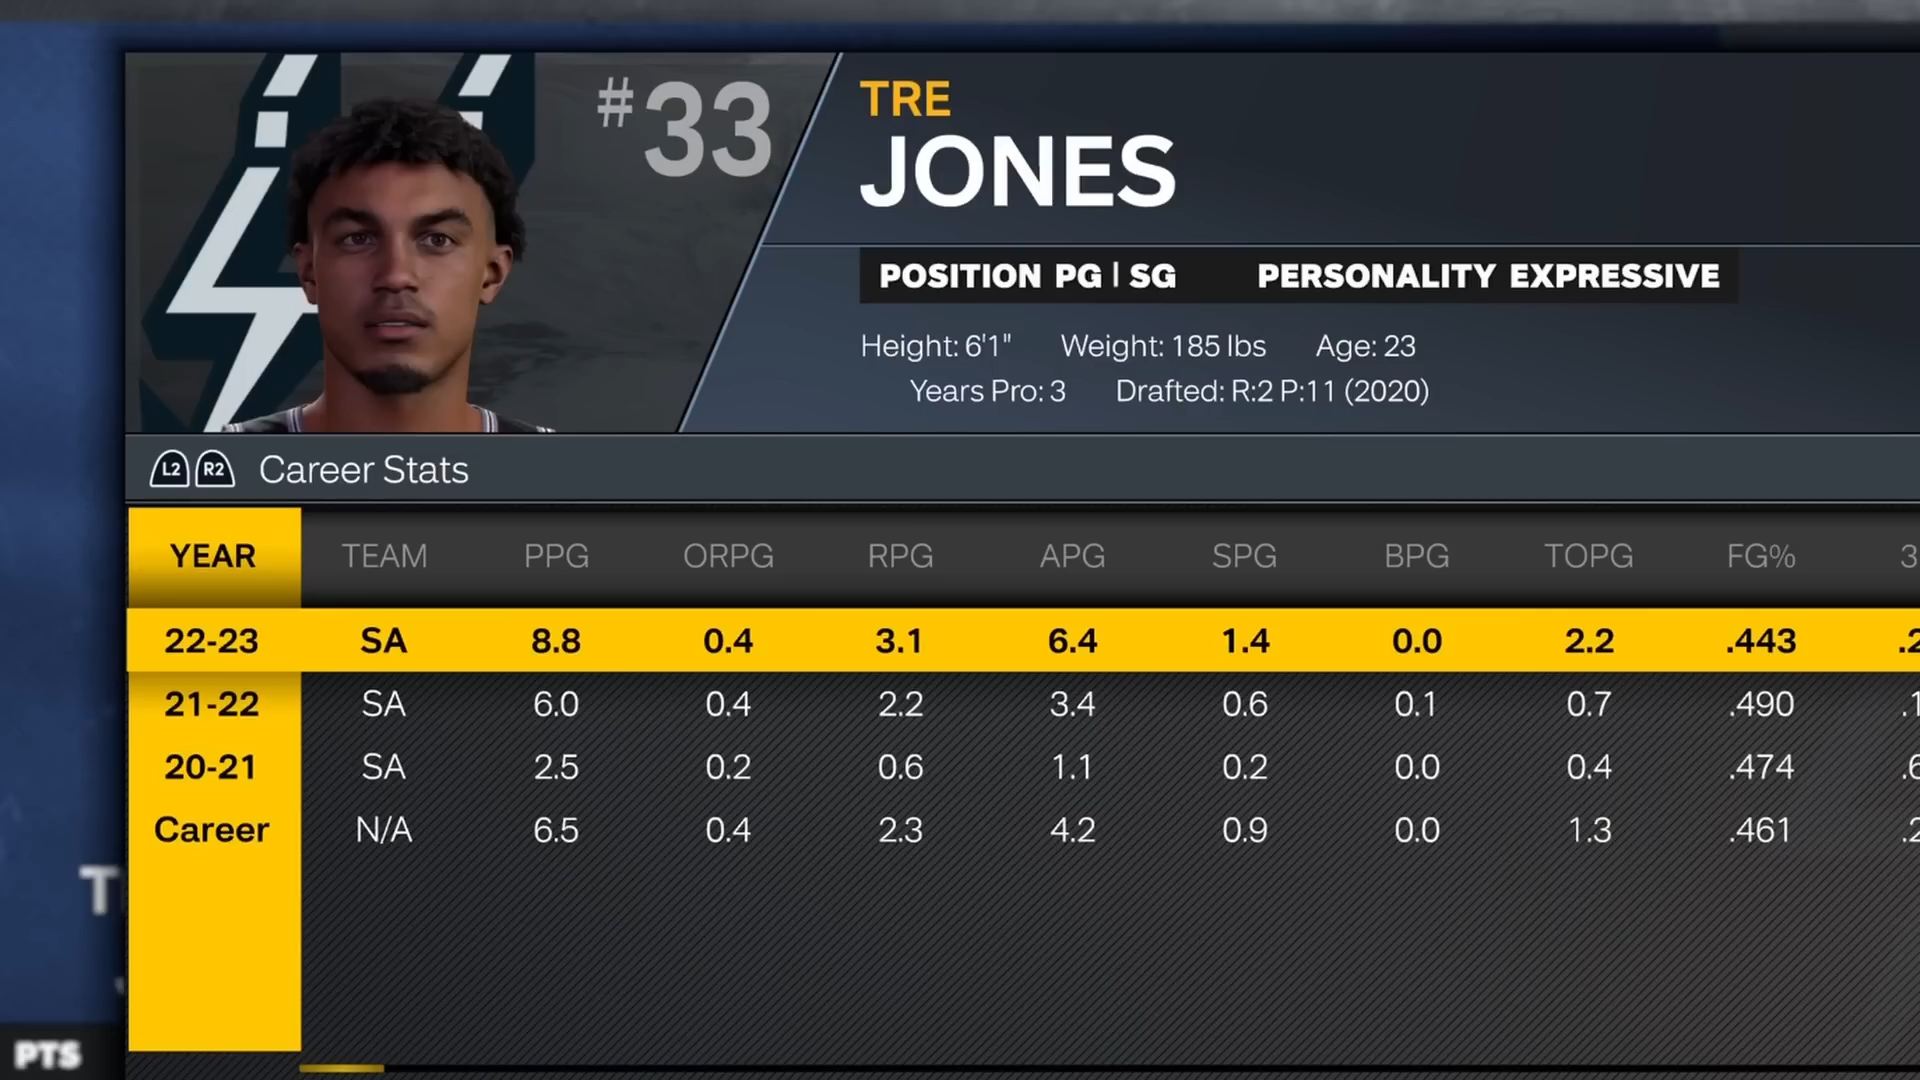 #33
TRE
JONES
POSITION PG | SG PERSONALITY EXPRESSIVE
Height: 6'1" Weight: 185 lbs Age: 23
Years Pro: 3 Drafted: R:2 P:11 (2020)
L2 R2 Career Stats
YEAR TEAM PPG ORPG RPG APG SPG BPG TOPG FG% 3
22-23 SA 8.8 0.4 3.1 6.4 1.4 0.0 2.2 .443 .2
21-22 SA 6.0 0.4 2.2 3.4 0.6 0.1 0.7 .490 .1
20-21 SA 2.5 0.2 0.6 1.1 0.2 0.0 0.4 .474 .6
Career N/A 6.5 0.4 2.3 4.2 0.9 0.0 1.3 .461 .2
T
PTS